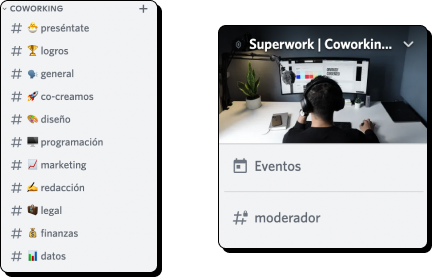 COWORKING
preséntate
logros
general
co-creamos
diseño
programación
marketing
redacción
legal
finanzas
datos
Superwork | Coworkin...
Eventos
moderador